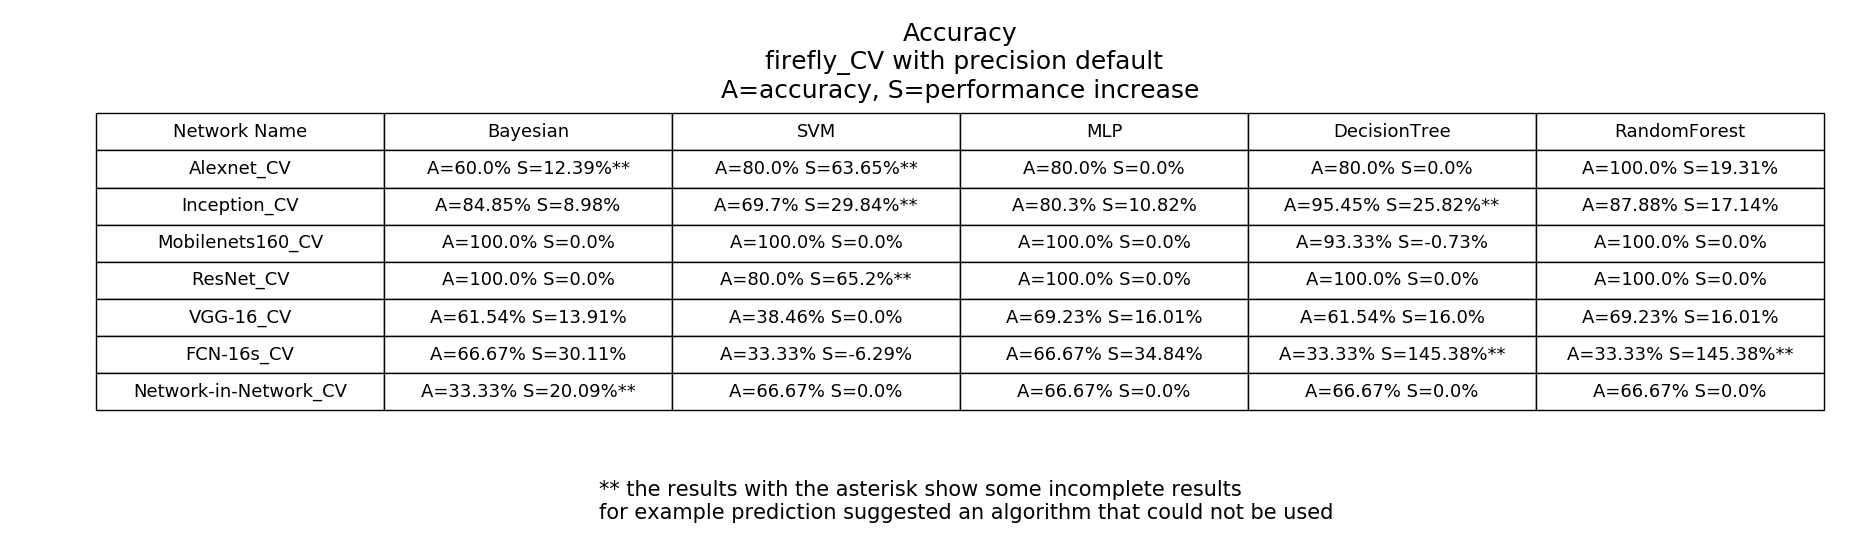 Accuracy
firefly_CV with precision default
A=accuracy, S=performance increase
Network Name Bayesian SVM MLP DecisionTree RandomForest
Alexnet_CV A=60.0% S=12.39%** A=80.0% S=63.65%** A=80.0% S=0.0% A=80.0% S=0.0% A=100.0% S=19.31%
Inception_CV A=84.85% S=8.98% A=69.7% S=29.84%** A=80.3% S=10.82% A=95.45% S=25.82%** A=87.88% S=17.14%
Mobilenets160_CV A=100.0% S=0.0% A=100.0% S=0.0% A=100.0% S=0.0% A=93.33% S=-0.73% A=100.0% S=0.0%
ResNet_CV A=100.0% S=0.0% A=80.0% S=65.2%** A=100.0% S=0.0% A=100.0% S=0.0% A=100.0% S=0.0%
VGG-16_CV A=61.54% S=13.91% A=38.46% S=0.0% A=69.23% S=16.01% A=61.54% S=16.0% A=69.23% S=16.01%
FCN-16s_CV A=66.67% S=30.11% A=33.33% S=-6.29% A=66.67% S=34.84% A=33.33% S=145.38%** A=33.33% S=145.38%**
Network-in-Network_CV A=33.33% S=20.09%** A=66.67% S=0.0% A=66.67% S=0.0% A=66.67% S=0.0% A=66.67% S=0.0%
** the results with the asterisk show some incomplete results
for example prediction suggested an algorithm that could not be used